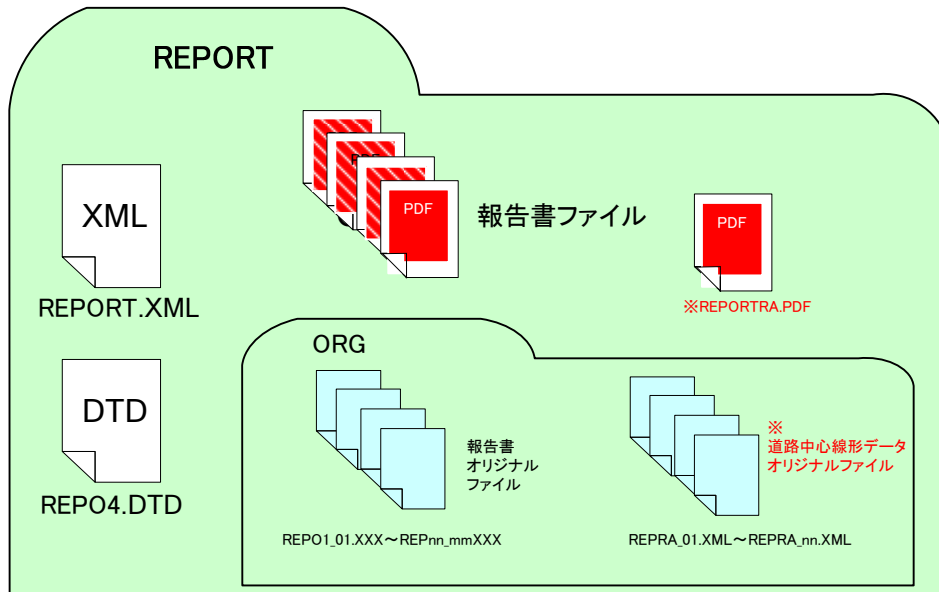 REPORT
XML
REPORT.XML
PDF
報告書ファイル
PDF
※REPORTRA.PDF
DTD
REPO4.DTD
ORG
報告書
オリジナル
ファイル
REPO1_01.XXX～REPnn_mmXXX
※
道路中心線形データ
オリジナルファイル
REPRA_01.XML～REPRA_nn.XML